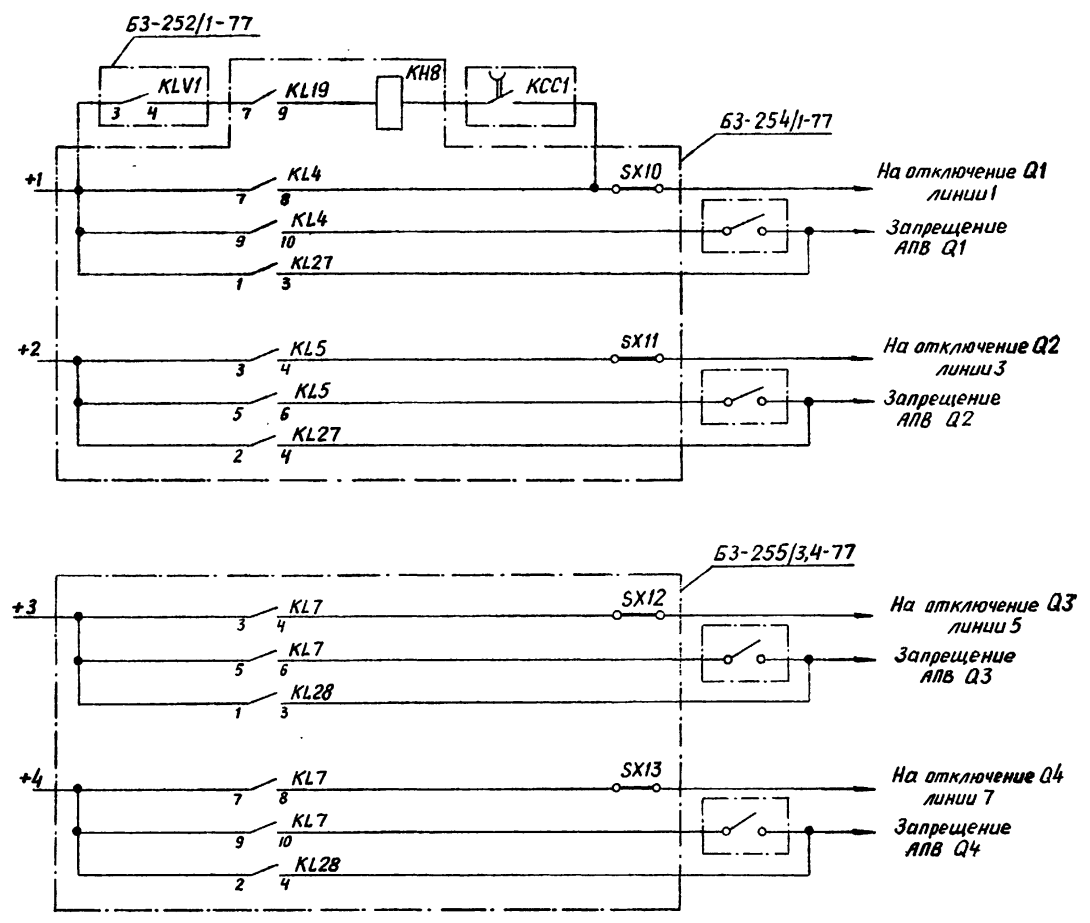 БЗ-252/1-77
KLV1
3 4
KL19
7 9
KH8
KCC1
БЗ-254/1-77
+1
KL4
7 8
SX10
На отключение Q1
линии 1
KL4
9 10
Запрещение
АПВ Q1
KL27
1 3
+2
KL5
3 4
SX11
На отключение Q2
линии 3
KL5
5 6
Запрещение
АПВ Q2
KL27
2 4
БЗ-255/3,4-77
+3
KL7
3 4
SX12
На отключение Q3
линии 5
KL7
5 6
Запрещение
АПВ Q3
KL28
1 3
+4
KL7
7 8
SX13
На отключение Q4
линии 7
KL7
9 10
Запрещение
АПВ Q4
KL28
2 4